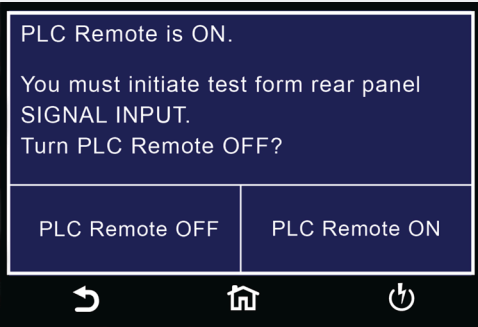 PLC Remote is ON.
You must initiate test form rear panel
SIGNAL INPUT.
Turn PLC Remote OFF?
PLC Remote OFF
PLC Remote ON